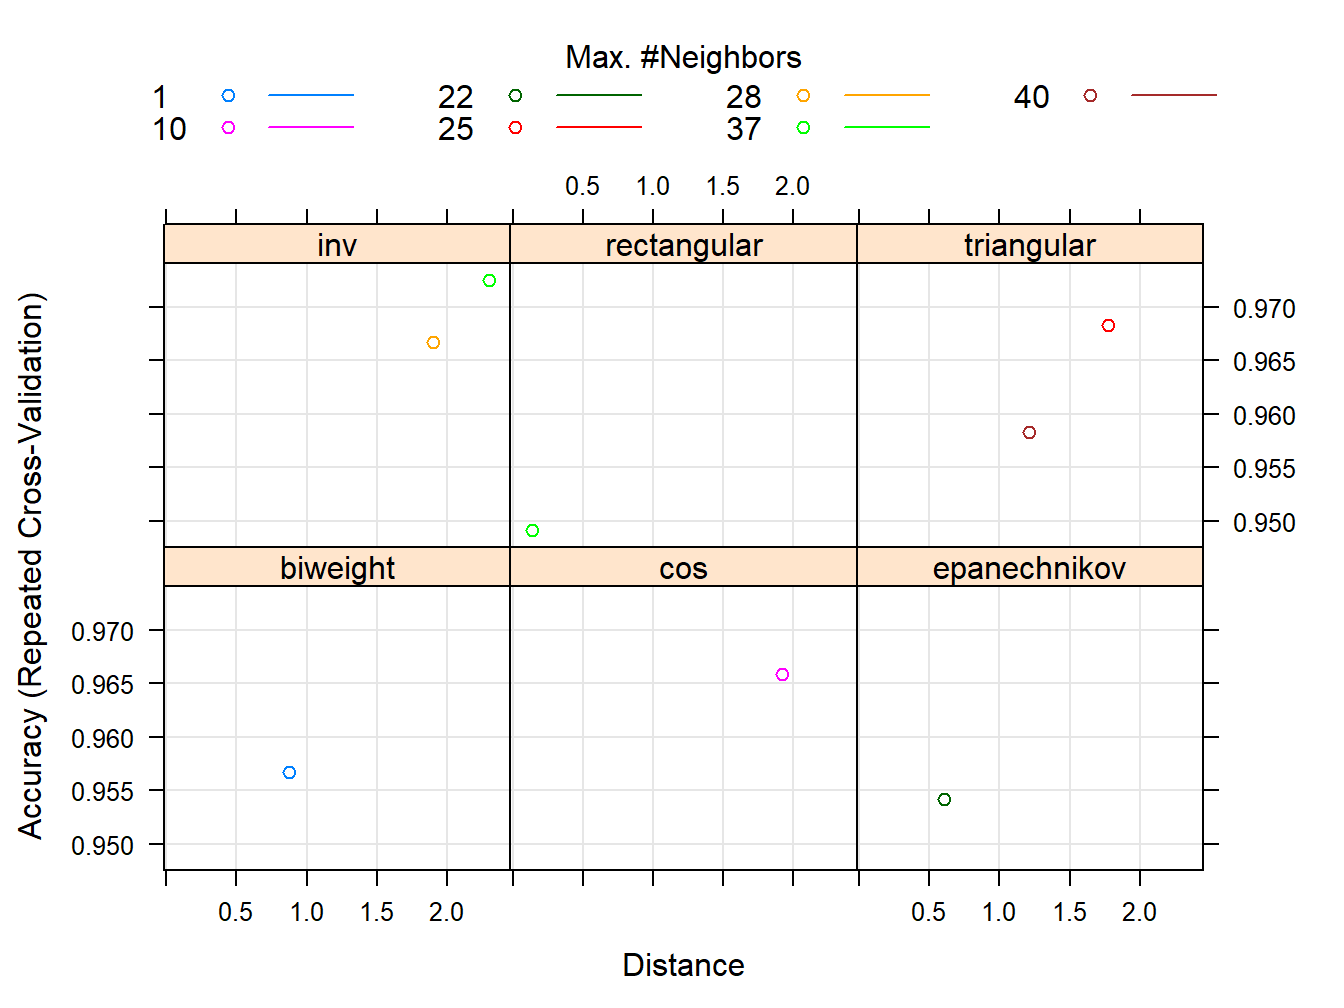 Max. #Neighbors
1 22 28 40
10 25 37
0.5 1.0 1.5 2.0
inv rectangular triangular
0.970
0.965
0.960
0.955
0.950
biweight cos epanechnikov
0.970
0.965
0.960
0.955
0.950
Accuracy (Repeated Cross-Validation)
0.5 1.0 1.5 2.0 0.5 1.0 1.5 2.0
Distance